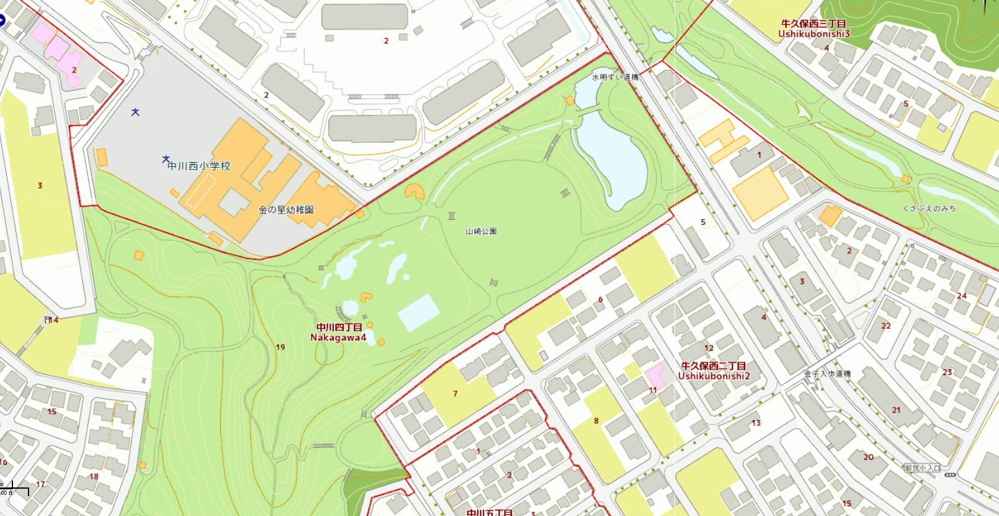 牛久保西三丁目
Ushikubonishi3
4
2
2
2
水明ずい道橋
5
1
中川西小学校
3
金の星幼稚園
くさぶえのみち
5
山崎公園
2
3
24
6
4
22
14
中川四丁目
Nakagawa4
19
12
牛久保西二丁目
Ushikubonishi2
金子入歩道橋
23
11
7
15
21
8
13
1
20
16
都筑小入口
2
18
17
15
00 ft
中川五丁目
3